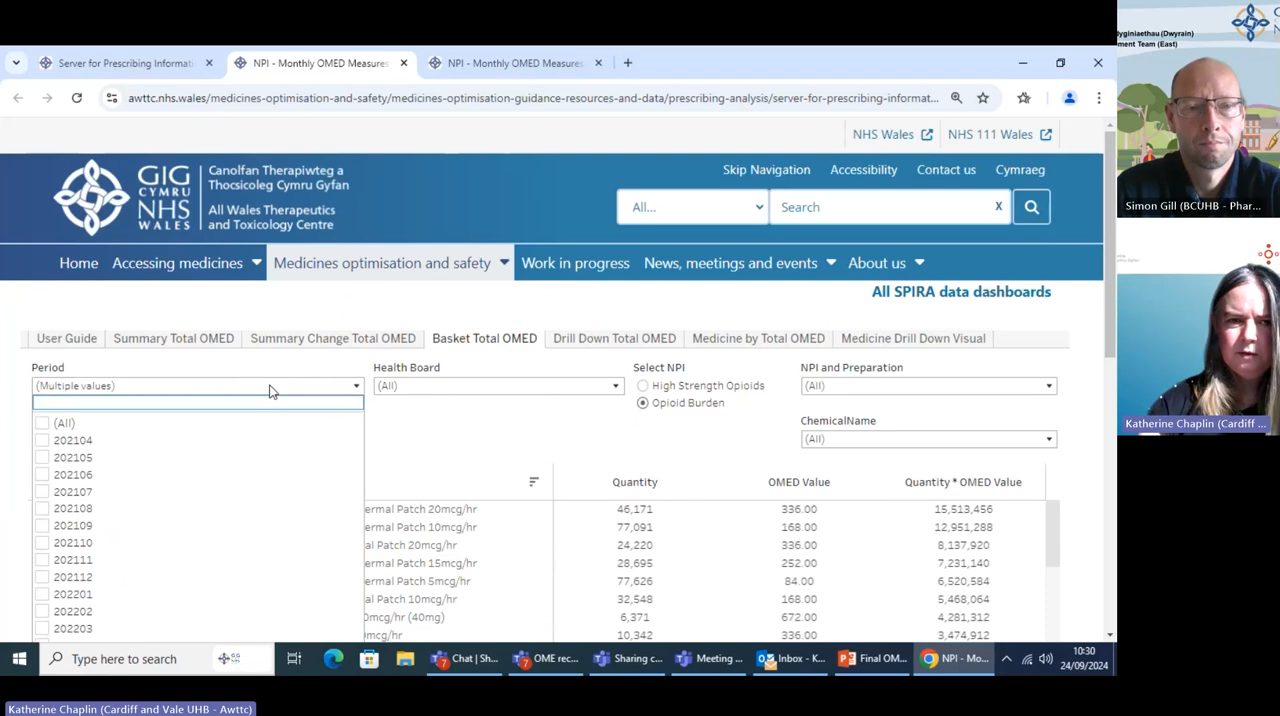 Server for Prescribing Informati
NPI - Monthly OMED Measures
NPI - Monthly OMED Measures
awttc.nhs.wales/medicines-optimisation-and-safety/medicines-optimisation-guidance-resources-and-data/prescribing-analysis/server-for-prescribing-informat...
NHS Wales
NHS 111 Wales
GIG
CYMRU
NHS
WALES
Canolfan Therapiwteg a
Thocsicoleg Cymru Gyfan
All Wales Therapeutics
and Toxicology Centre
Skip Navigation
Accessibility
Contact us
Cymraeg
All...
Search
X
Home
Accessing medicines
Medicines optimisation and safety
Work in progress
News, meetings and events
About us
All SPIRA data dashboards
User Guide
Summary Total OMED
Summary Change Total OMED
Basket Total OMED
Drill Down Total OMED
Medicine by Total OMED
Medicine Drill Down Visual
Period
(Multiple values)
Health Board
(All)
Select NPI
High Strength Opioids
Opioid Burden
NPI and Preparation
(All)
ChemicalName
(All)
(All)
202104
202105
202106
202107
202108
202109
202110
202111
202112
202201
202202
202203
Quantity OMED Value Quantity * OMED Value
ermal Patch 20mcg/hr 46,171 336.00 15,513,456
ermal Patch 10mcg/hr 77,091 168.00 12,951,288
al Patch 20mcg/hr 24,220 336.00 8,137,920
ermal Patch 15mcg/hr 28,695 252.00 7,231,140
ermal Patch 5mcg/hr 77,626 84.00 6,520,584
al Patch 10mcg/hr 32,548 168.00 5,468,064
0mcg/hr (40mg) 6,371 672.00 4,281,312
mcg/hr 10,342 336.00 3,474,912
Type here to search
Chat | Sh...
OME rec...
Sharing c...
Meeting ...
Inbox - K...
Final OM...
NPI - Mo...
10:30
24/09/2024
lyginiaethau (Dwyrain)
ment Team (East)
Simon Gill (BCUHB - Phar...
Katherine Chaplin (Cardiff ...
Katherine Chaplin (Cardiff and Vale UHB - Awttc)